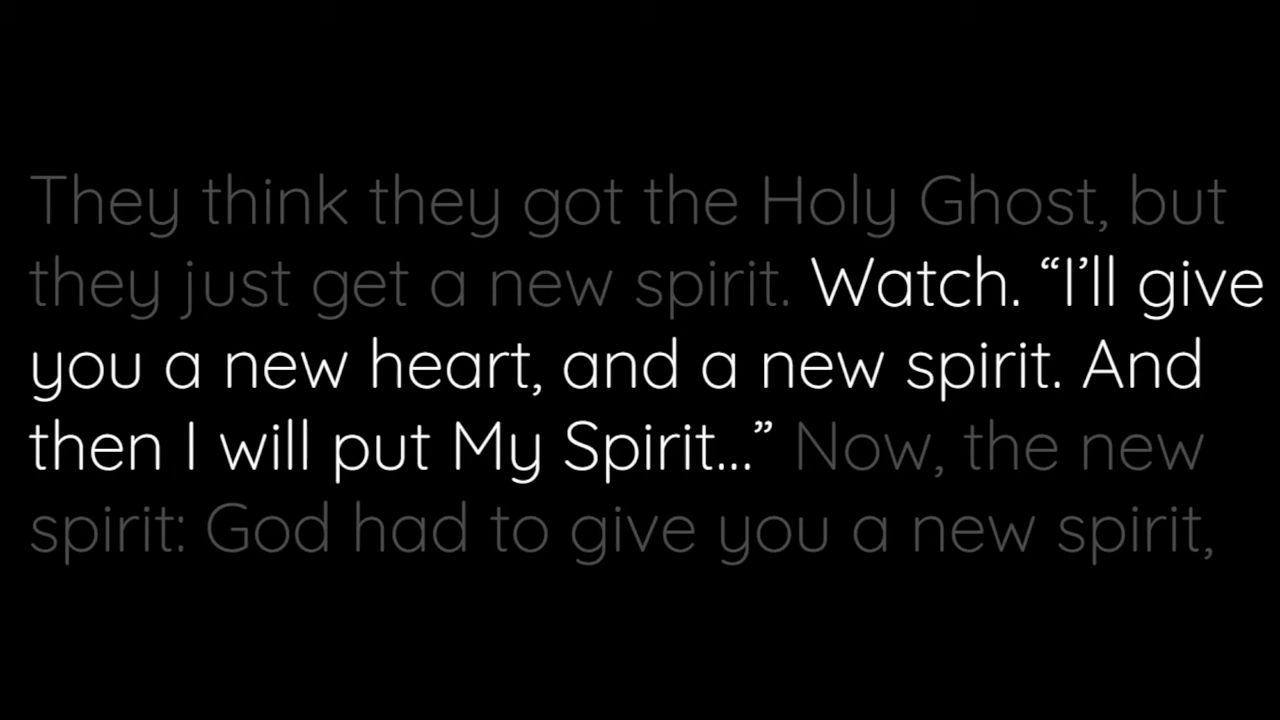 They think they got the Holy Ghost, but
they just get a new spirit. Watch. “I’ll give
you a new heart, and a new spirit. And
then I will put My Spirit...” Now, the new
spirit: God had to give you a new spirit,